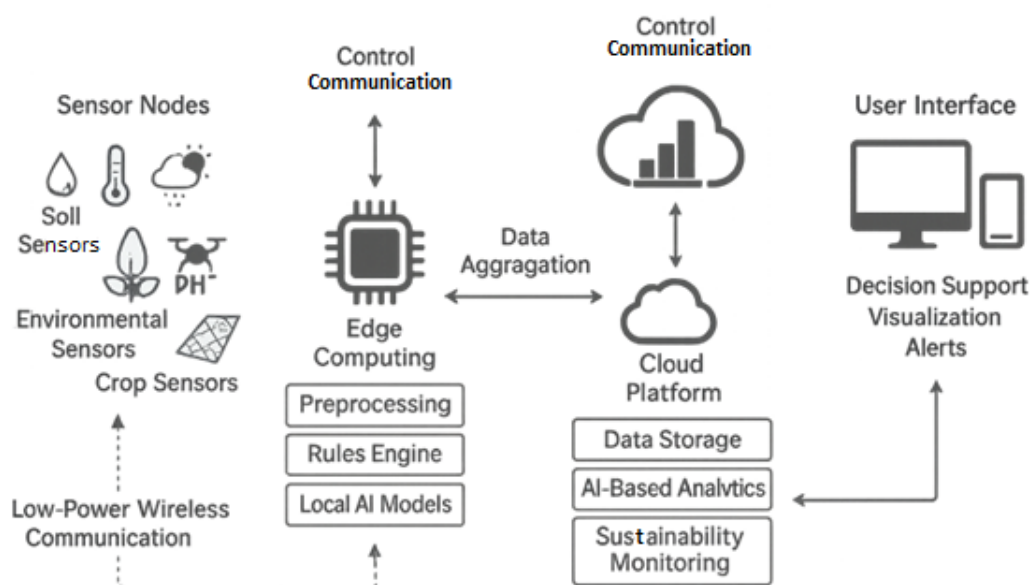 Control
Communication
Control
Communication
Sensor Nodes
User Interface
Soll
Sensors
DH
Environmental
Sensors
Crop Sensors
Data
Aggragation
Edge
Computing
Preprocessing
Rules Engine
Local AI Models
Cloud
Platform
Data Storage
AI-Based Analvtics
Sustainability
Monitoring
Decision Support
Visualization
Alerts
Low-Power Wireless
Communication